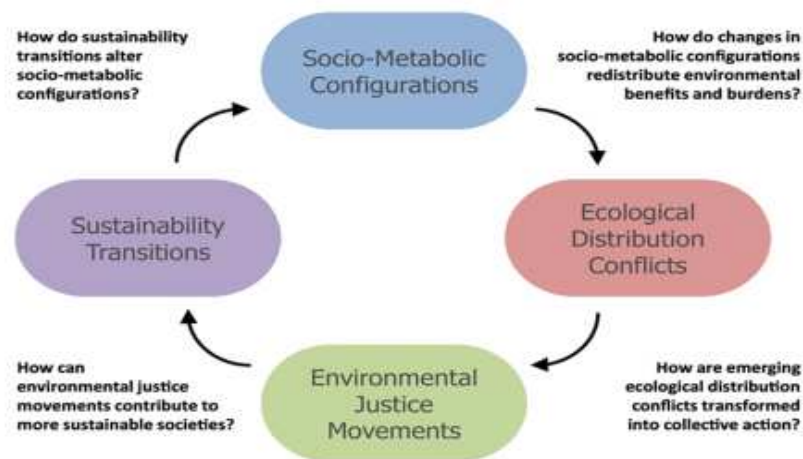 How do sustainability
transitions alter
socio-metabolic
configurations?
Socio-Metabolic
Configurations
How do changes in
socio-metabolic configurations
redistribute environmental
benefits and burdens?
Sustainability
Transitions
Ecological
Distribution
Conflicts
How can
environmental justice
movements contribute to
more sustainable societies?
Environmental
Justice
Movements
How are emerging
ecological distribution
conflicts transformed
into collective action?